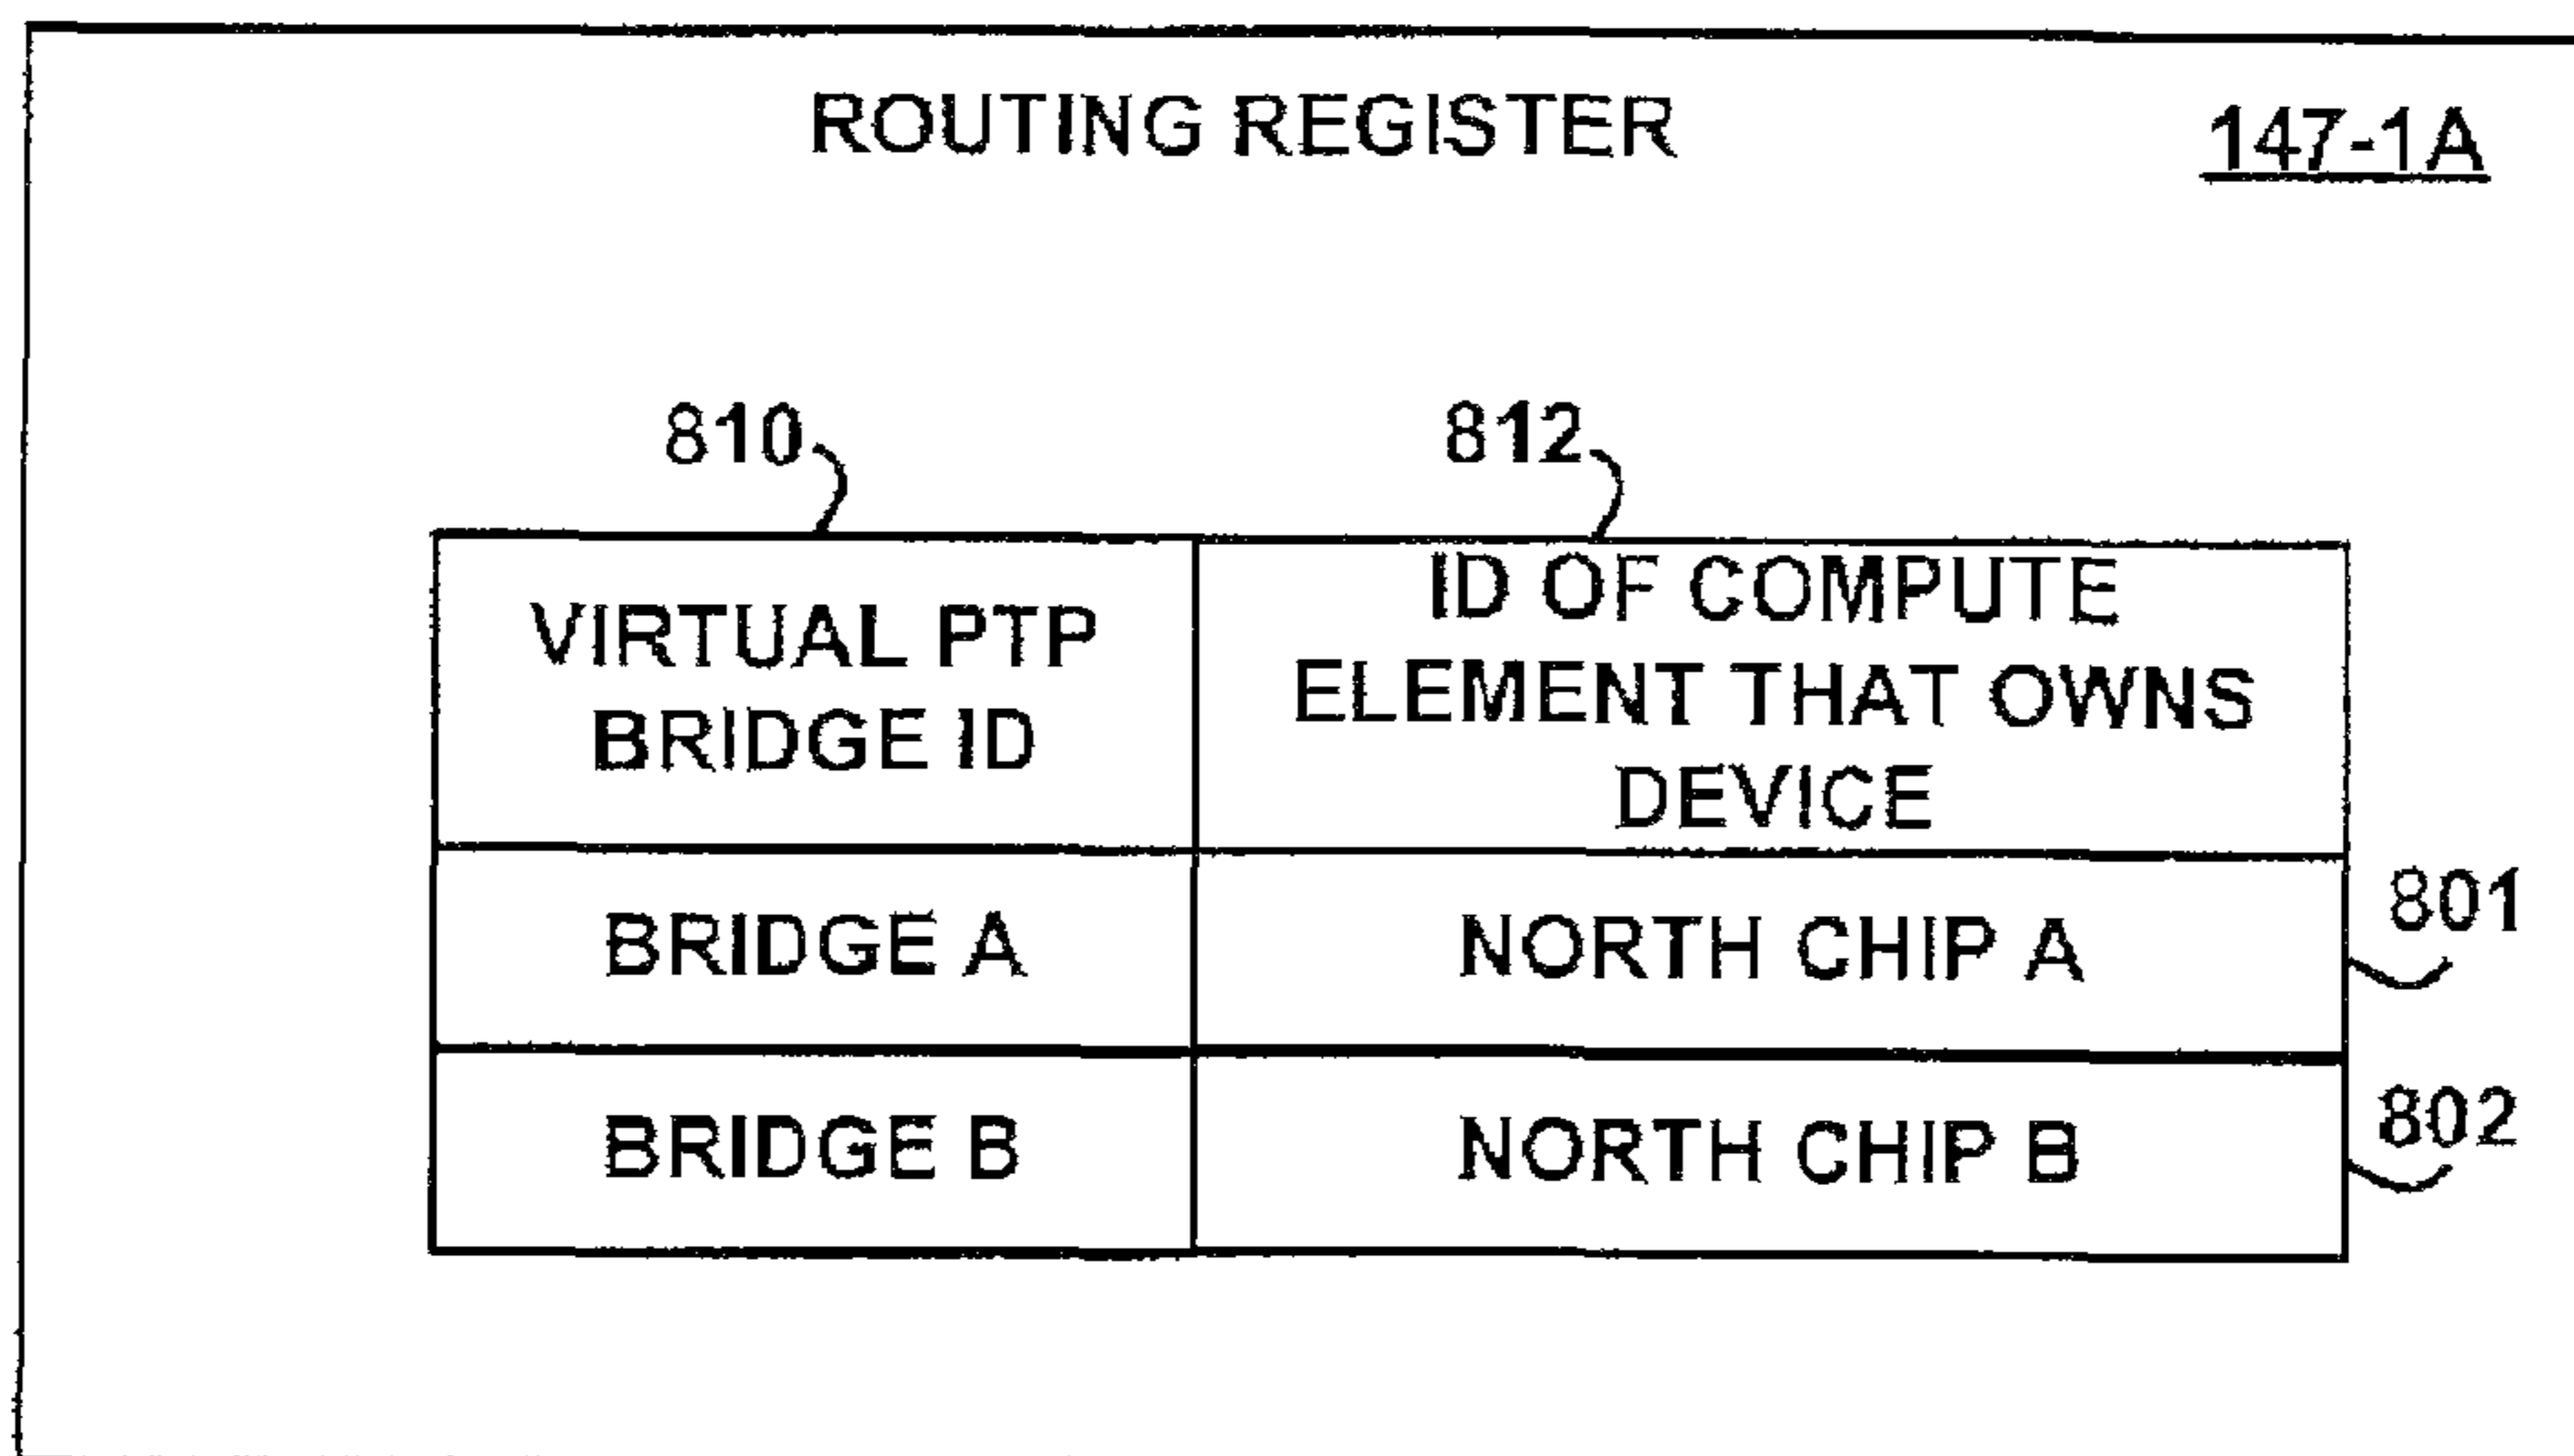 ROUTING REGISTER
147-1A
810
812
VIRTUAL PTP
BRIDGE ID
ID OF COMPUTE
ELEMENT THAT OWNS
DEVICE
BRIDGE A
NORTH CHIP A
801
BRIDGE B
NORTH CHIP B
802